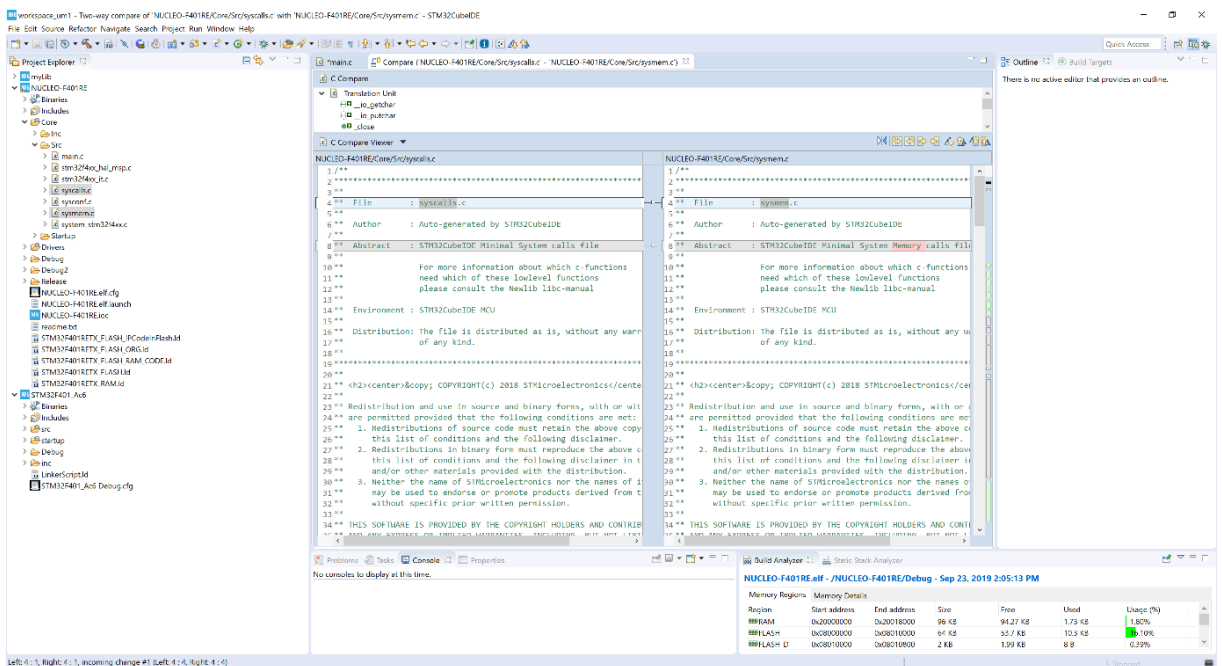 workspace_um1 - Two-way compare of 'NUCLEO-F401RE/Core/Src/syscalls.c' with 'NUCLEO-F401RE/Core/Src/sysmem.c' - STM32CubeIDE
File Edit Source Refactor Navigate Search Project Run Window Help
Quick Access
Project Explorer
myLib
NUCLEO-F401RE
Binaries
Includes
Core
Inc
Src
main.c
stm32f4xx_hal_msp.c
stm32f4xx_it.c
syscalls.c
sysconf.c
sysmem.c
system_stm32f4xx.c
Startup
Drivers
Debug
Debug2
Release
NUCLEO-F401RE.elf.cfg
NUCLEO-F401RE.elf.launch
NUCLEO-F401RE.ioc
readme.txt
STM32F401RETX_FLASH_IPCodeInFlash.ld
STM32F401RETX_FLASH_ORG.ld
STM32F401RETX_FLASH_RAM_CODE.ld
STM32F401RETX_FLASH.ld
STM32F401RETX_RAM.ld
STM32F401_Ac6
Binaries
Includes
src
startup
Debug
inc
LinkerScript.ld
STM32F401_Ac6 Debug.cfg
*main.c Compare ('NUCLEO-F401RE/Core/Src/syscalls.c' - 'NUCLEO-F401RE/Core/Src/sysmem.c')
C Compare
Translation Unit
__io_getchar
__io_putchar
_close
C Compare Viewer
NUCLEO-F401RE/Core/Src/syscalls.c
1 /**
2 *****************************************************
3 **
4 ** File : syscalls.c
5 **
6 ** Author : Auto-generated by STM32CubeIDE
7 **
8 ** Abstract : STM32CubeIDE Minimal System calls file
9 **
10 ** For more information about which c-functions
11 ** need which of these lowlevel functions
12 ** please consult the Newlib libc-manual
13 **
14 ** Environment : STM32CubeIDE MCU
15 **
16 ** Distribution: The file is distributed as is, without any warr
17 ** of any kind.
18 **
19 *****************************************************
20 **
21 ** <h2><center>&copy; COPYRIGHT(c) 2018 STMicroelectronics</cente
22 **
23 ** Redistribution and use in source and binary forms, with or wit
24 ** are permitted provided that the following conditions are met:
25 ** 1. Redistributions of source code must retain the above copy
26 ** this list of conditions and the following disclaimer.
27 ** 2. Redistributions in binary form must reproduce the above c
28 ** this list of conditions and the following disclaimer in t
29 ** and/or other materials provided with the distribution.
30 ** 3. Neither the name of STMicroelectronics nor the names of i
31 ** may be used to endorse or promote products derived from t
32 ** without specific prior written permission.
33 **
34 ** THIS SOFTWARE IS PROVIDED BY THE COPYRIGHT HOLDERS AND CONTRIB
NUCLEO-F401RE/Core/Src/sysmem.c
1 /**
2 *****************************************************
3 **
4 ** File : sysmem.c
5 **
6 ** Author : Auto-generated by STM32CubeIDE
7 **
8 ** Abstract : STM32CubeIDE Minimal System Memory calls file
9 **
10 ** For more information about which c-functions
11 ** need which of these lowlevel functions
12 ** please consult the Newlib libc-manual
13 **
14 ** Environment : STM32CubeIDE MCU
15 **
16 ** Distribution: The file is distributed as is, without any wa
17 ** of any kind.
18 **
19 *****************************************************
20 **
21 ** <h2><center>&copy; COPYRIGHT(c) 2018 STMicroelectronics</cen
22 **
23 ** Redistribution and use in source and binary forms, with or
24 ** are permitted provided that the following conditions are met
25 ** 1. Redistributions of source code must retain the above co
26 ** this list of conditions and the following disclaimer.
27 ** 2. Redistributions in binary form must reproduce the above
28 ** this list of conditions and the following disclaimer in
29 ** and/or other materials provided with the distribution.
30 ** 3. Neither the name of STMicroelectronics nor the names of
31 ** may be used to endorse or promote products derived from
32 ** without specific prior written permission.
33 **
34 ** THIS SOFTWARE IS PROVIDED BY THE COPYRIGHT HOLDERS AND CONTR
Outline Build Targets
There is no active editor that provides an outline.
Problems Tasks Console Properties
No consoles to display at this time.
Build Analyzer Static Stack Analyzer
NUCLEO-F401RE.elf - /NUCLEO-F401RE/Debug - Sep 23, 2019 2:05:13 PM
Memory Regions Memory Details
Region Start address End address Size Free Used Usage (%)
RAM 0x20000000 0x20018000 96 KB 94.27 KB 1.73 KB 1.80%
FLASH 0x08000000 0x08010000 64 KB 53.7 KB 10.3 KB 16.10%
FLASH_D 0x08010000 0x08010800 2 KB 1.99 KB 8 B 0.39%
Left: 4 : 1, Right: 4 : 1, incoming change #1 (Left: 4 : 4, Right: 4 : 4)
Stopped